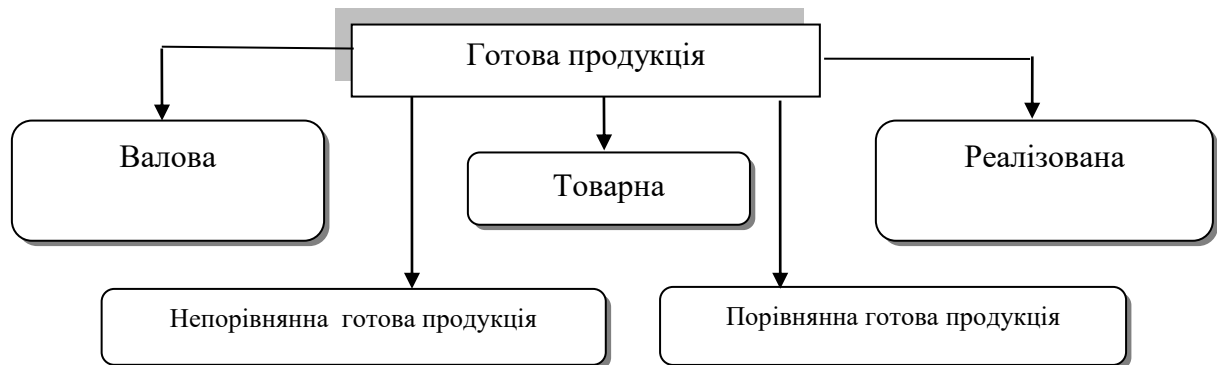 Готова продукція
Валова
Товарна
Реалізована
Непорівнянна готова продукція
Порівнянна готова продукція